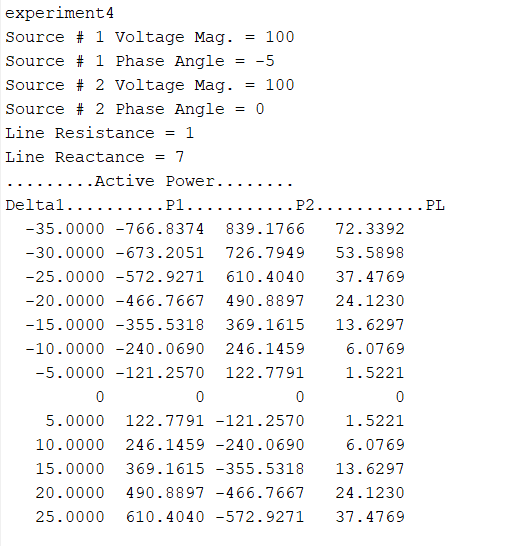 experiment4
Source # 1 Voltage Mag. = 100
Source # 1 Phase Angle = -5
Source # 2 Voltage Mag. = 100
Source # 2 Phase Angle = 0
Line Resistance = 1
Line Reactance = 7
.........Active Power........
Delta1..........P1...........P2...........PL
-35.0000 -766.8374 839.1766 72.3392
-30.0000 -673.2051 726.7949 53.5898
-25.0000 -572.9271 610.4040 37.4769
-20.0000 -466.7667 490.8897 24.1230
-15.0000 -355.5318 369.1615 13.6297
-10.0000 -240.0690 246.1459 6.0769
-5.0000 -121.2570 122.7791 1.5221
0 0 0 0
5.0000 122.7791 -121.2570 1.5221
10.0000 246.1459 -240.0690 6.0769
15.0000 369.1615 -355.5318 13.6297
20.0000 490.8897 -466.7667 24.1230
25.0000 610.4040 -572.9271 37.4769